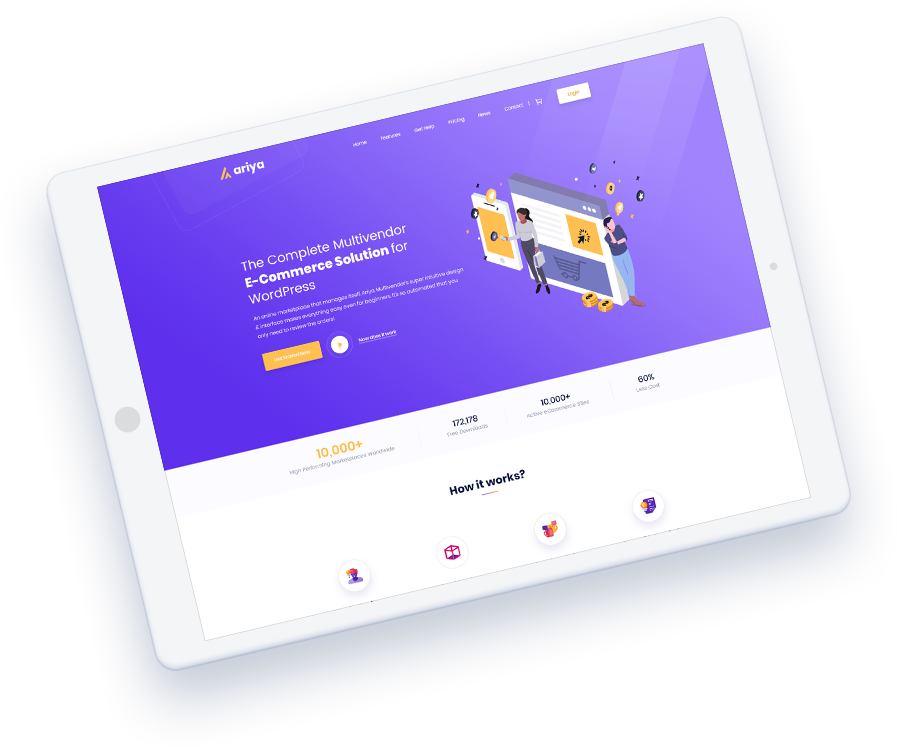 Home Features Get Help Pricing News Contact Login
ariya
The Complete Multivendor
E-Commerce Solution for
WordPress
An online marketplace that manages itself. Ariya Multivendor's super intuitive design
& interface makes everything easy even for beginners. It's so automated that you
only need to review the orders!
Get Started Now How does it work
10,000+ 172,178 10,000+ 60%
High Performing Marketplaces Worldwide Free Downloads Active eCommerce Sites Less Cost
How it works?